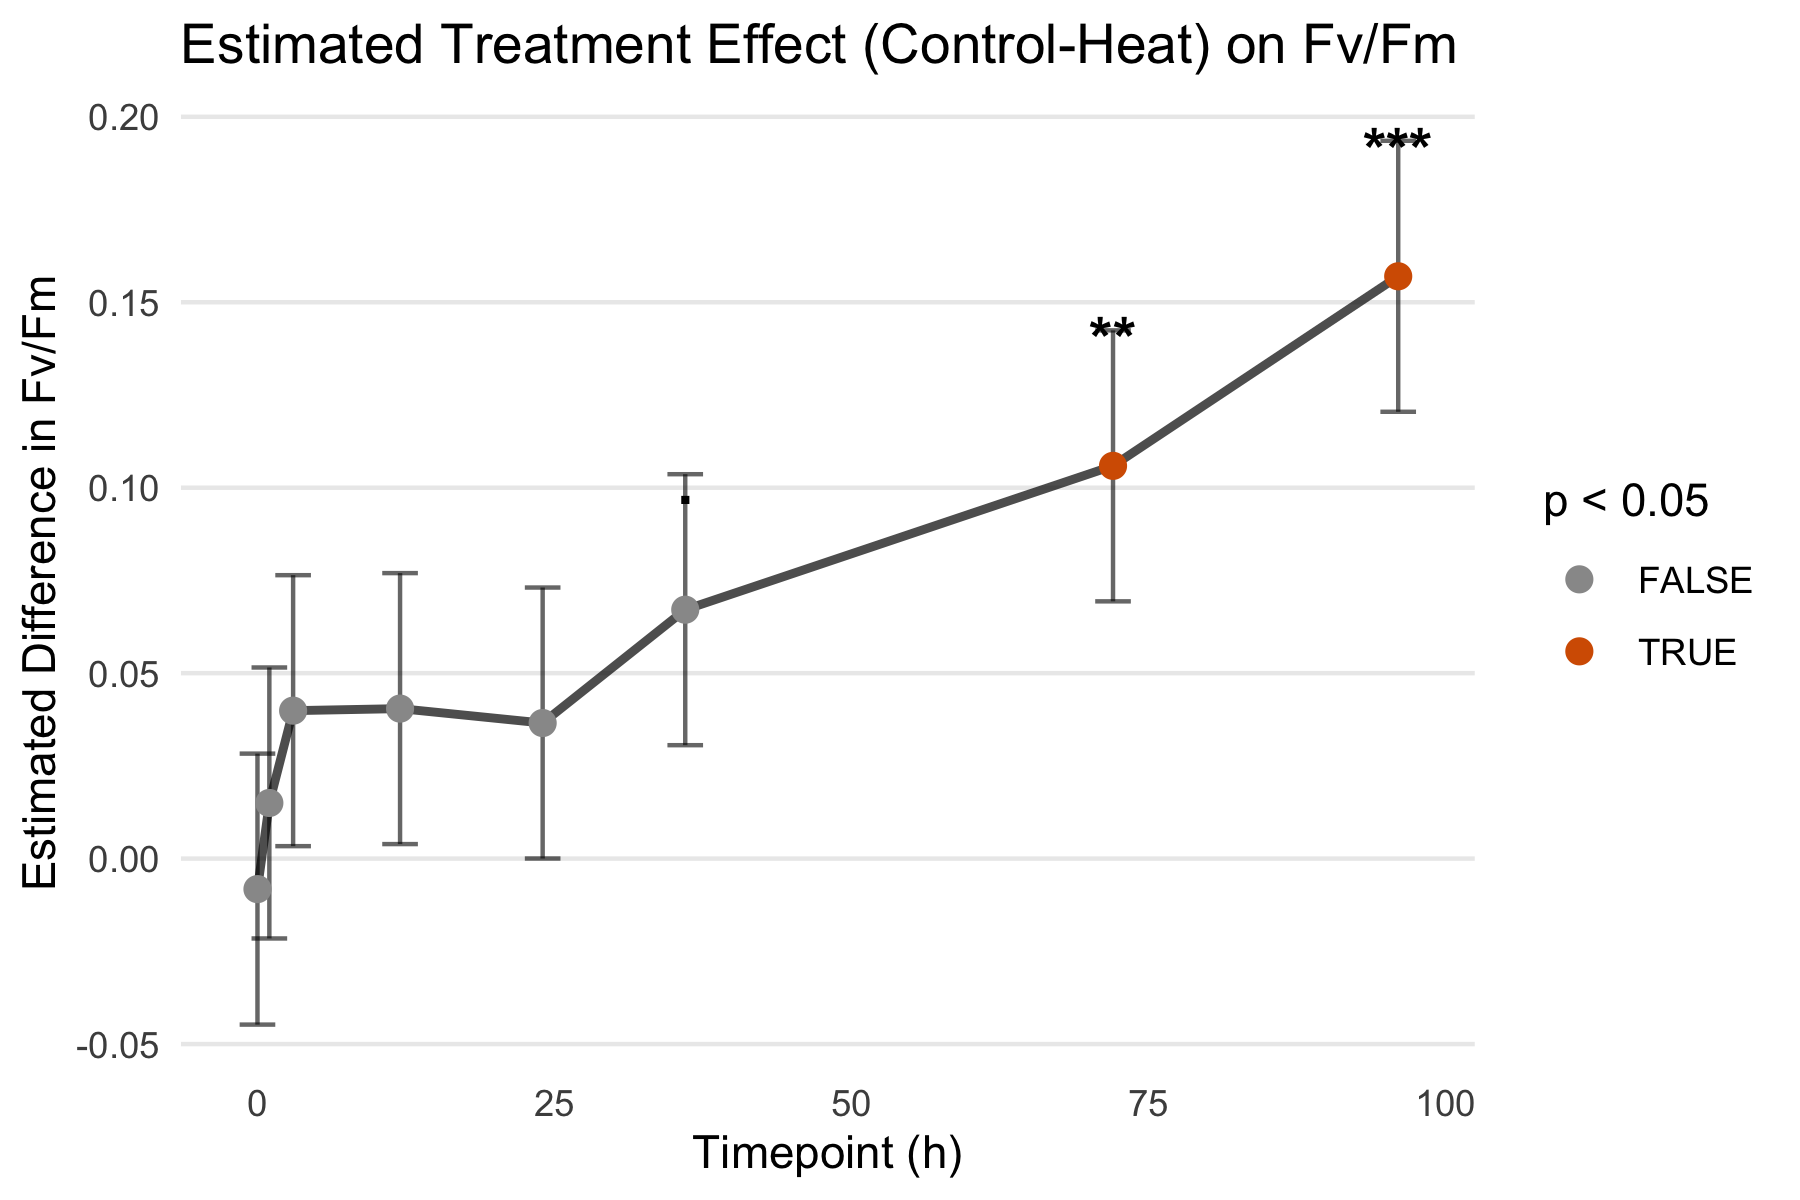 Estimated Treatment Effect (Control-Heat) on Fv/Fm
Estimated Difference in Fv/Fm
0.20
0.15
0.10
0.05
0.00
-0.05
.
**
***
0
25
50
75
100
Timepoint (h)
p < 0.05
FALSE
TRUE